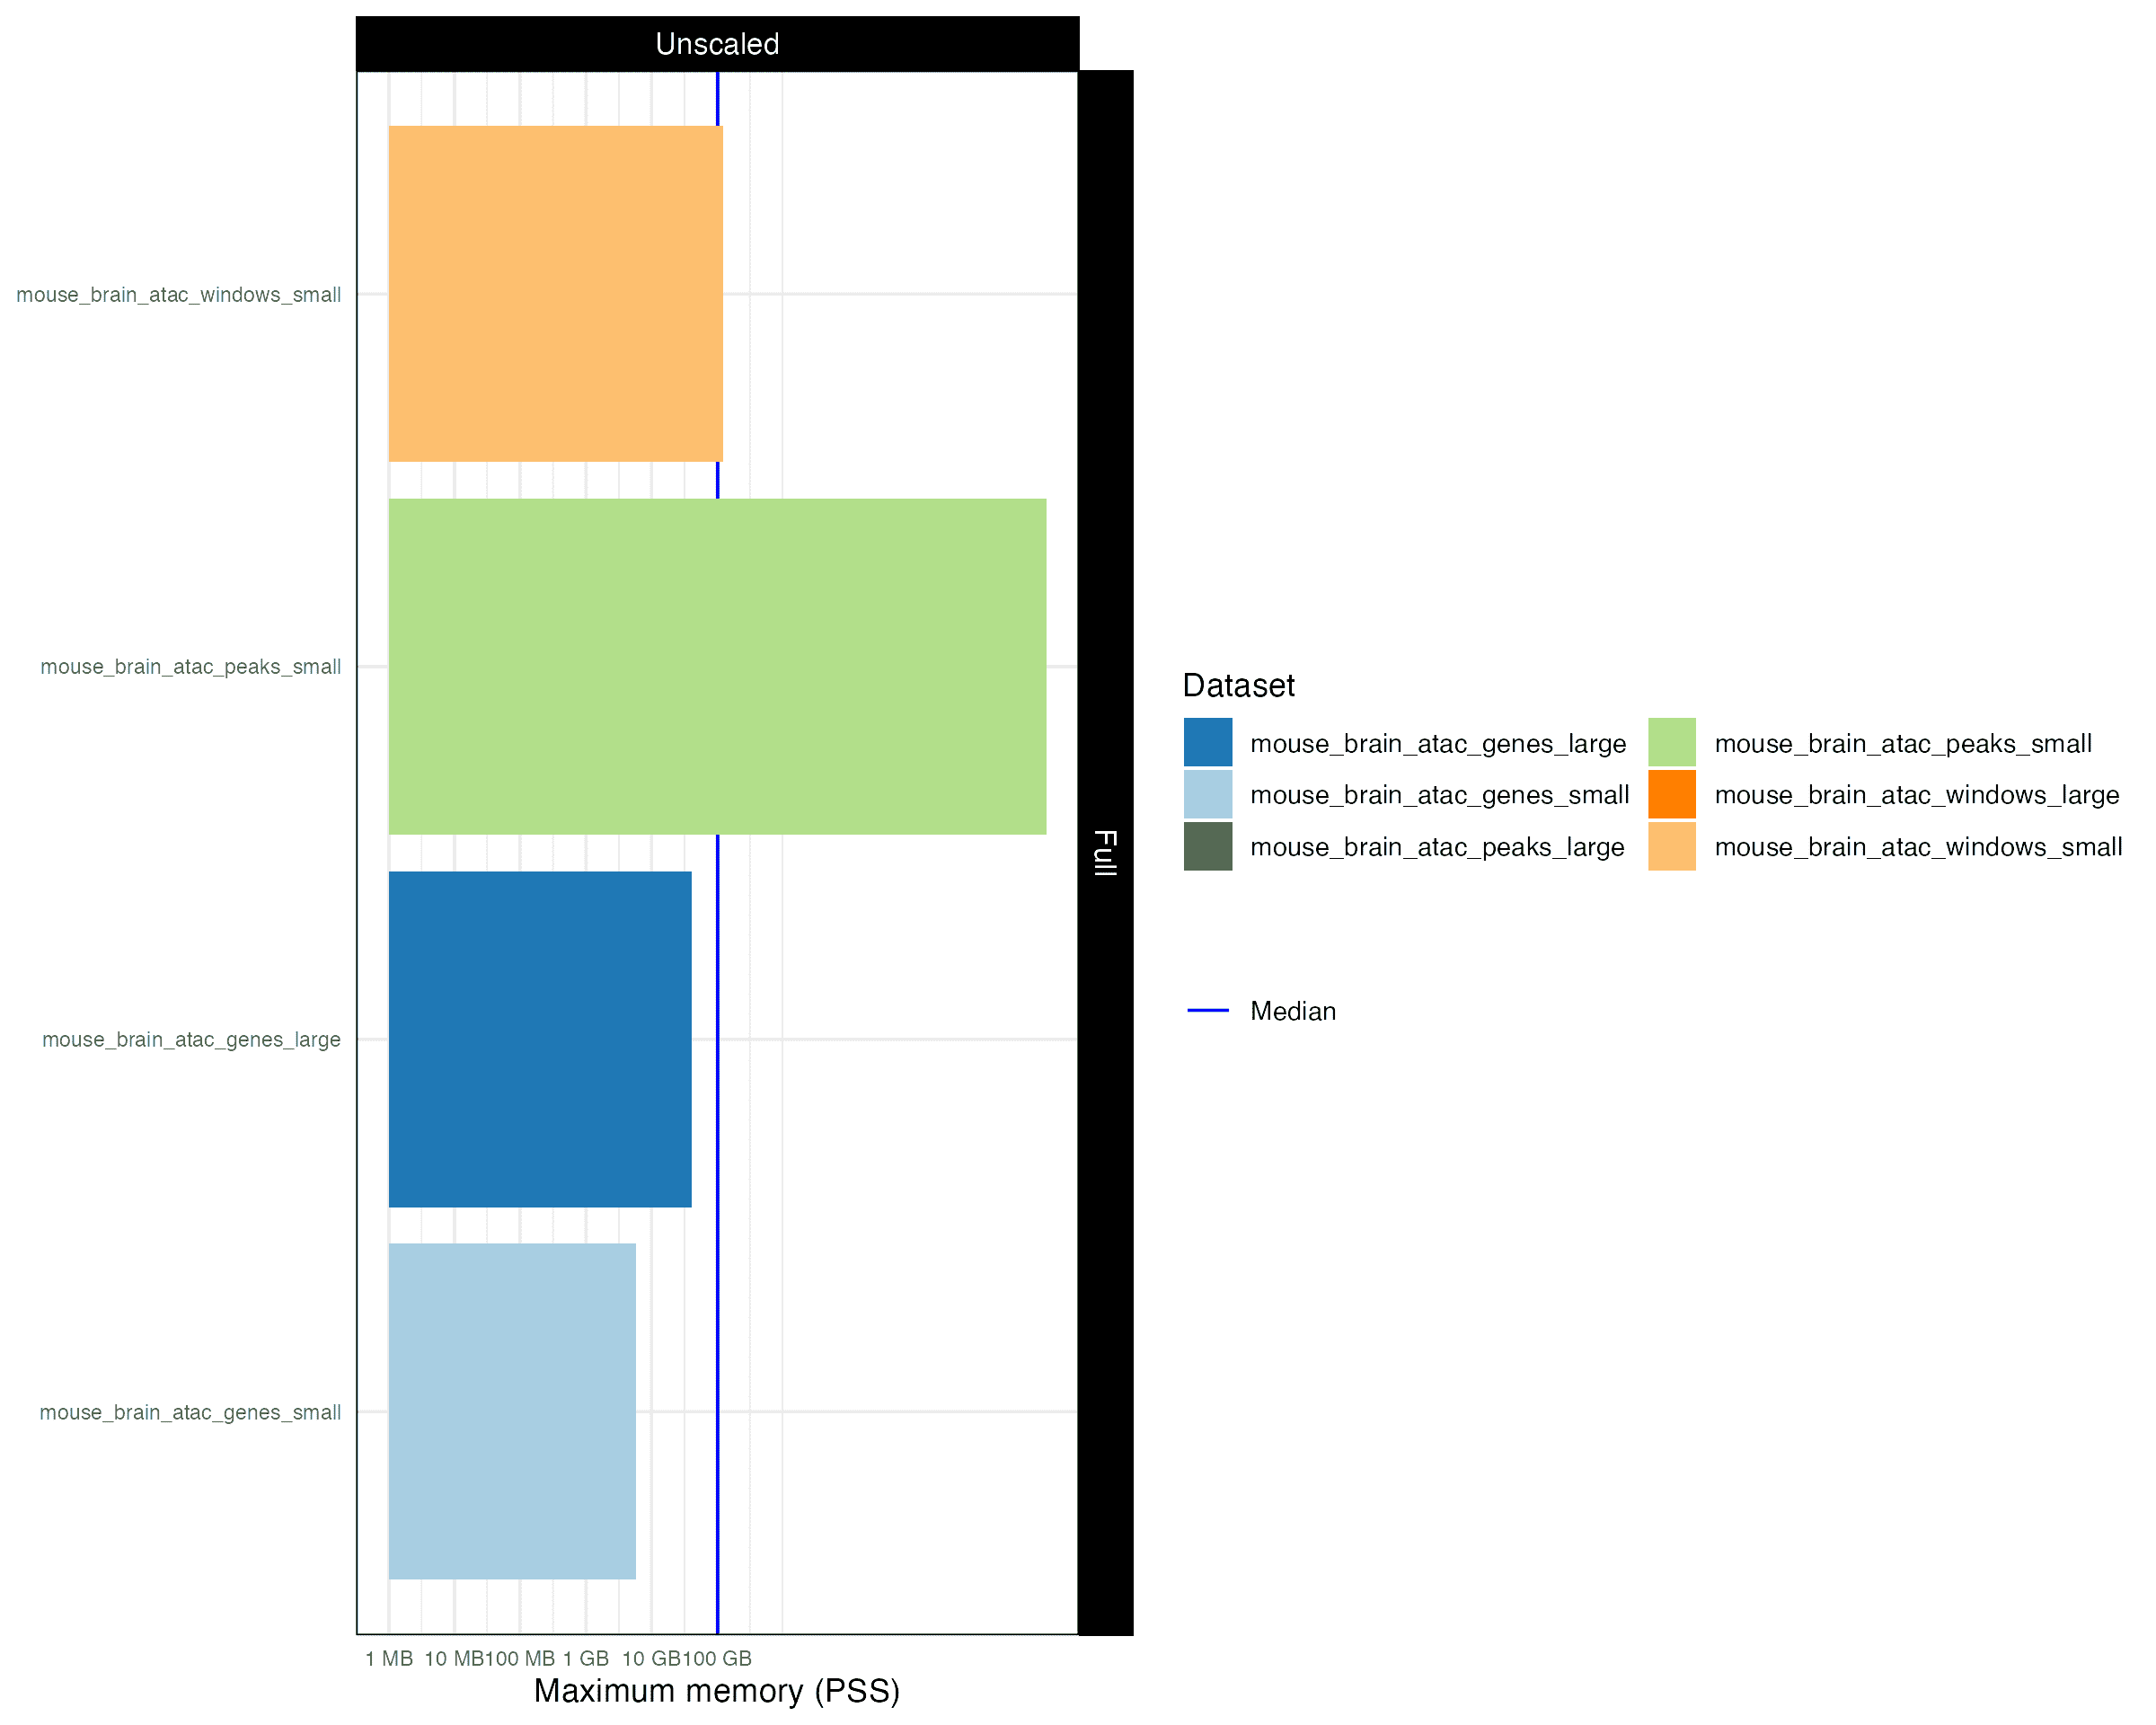 Unscaled
mouse_brain_atac_windows_small
mouse_brain_atac_peaks_small
mouse_brain_atac_genes_large
mouse_brain_atac_genes_small
Full
1 MB 10 MB 100 MB 1 GB 10 GB 100 GB
Maximum memory (PSS)
Dataset
mouse_brain_atac_genes_large mouse_brain_atac_peaks_small
mouse_brain_atac_genes_small mouse_brain_atac_windows_large
mouse_brain_atac_peaks_large mouse_brain_atac_windows_small
Median